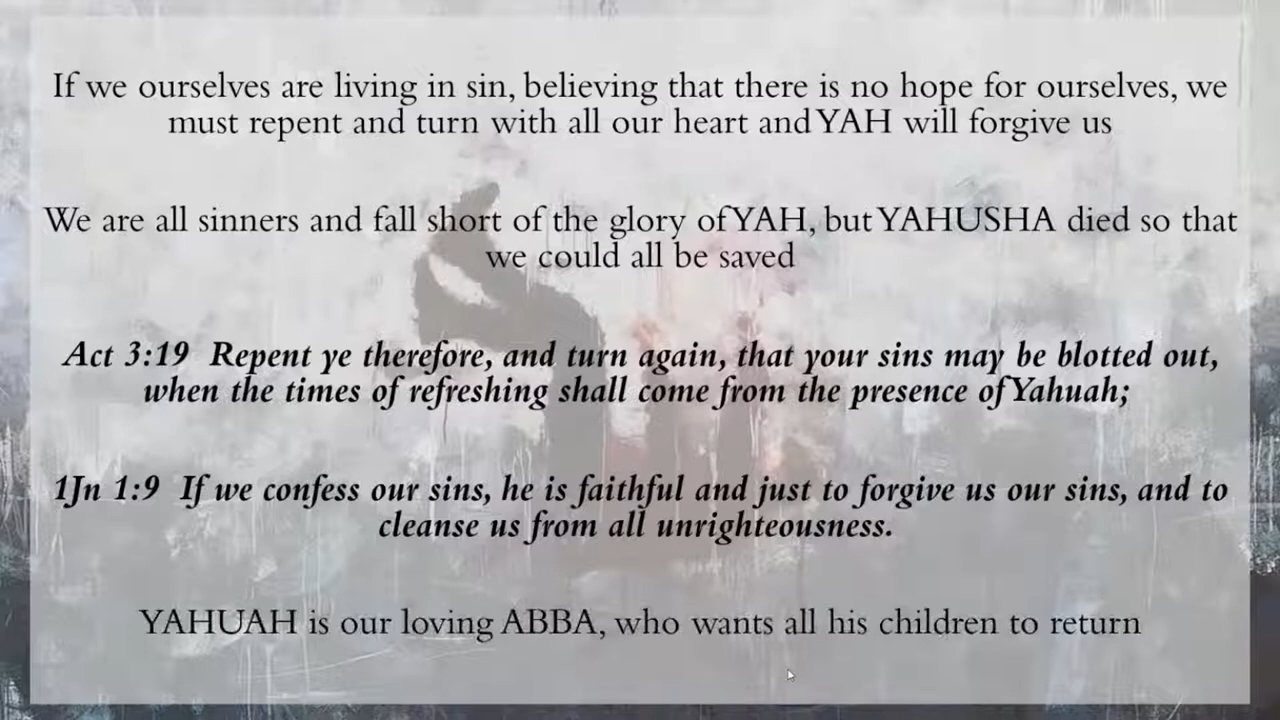 If we ourselves are living in sin, believing that there is no hope for ourselves, we
must repent and turn with all our heart and YAH will forgive us
We are all sinners and fall short of the glory of YAH, but YAHUSHA died so that
we could all be saved
Act 3:19 Repent ye therefore, and turn again, that your sins may be blotted out,
when the times of refreshing shall come from the presence of Yahuah;
1Jn 1:9 If we confess our sins, he is faithful and just to forgive us our sins, and to
cleanse us from all unrighteousness.
YAHUAH is our loving ABBA, who wants all his children to return